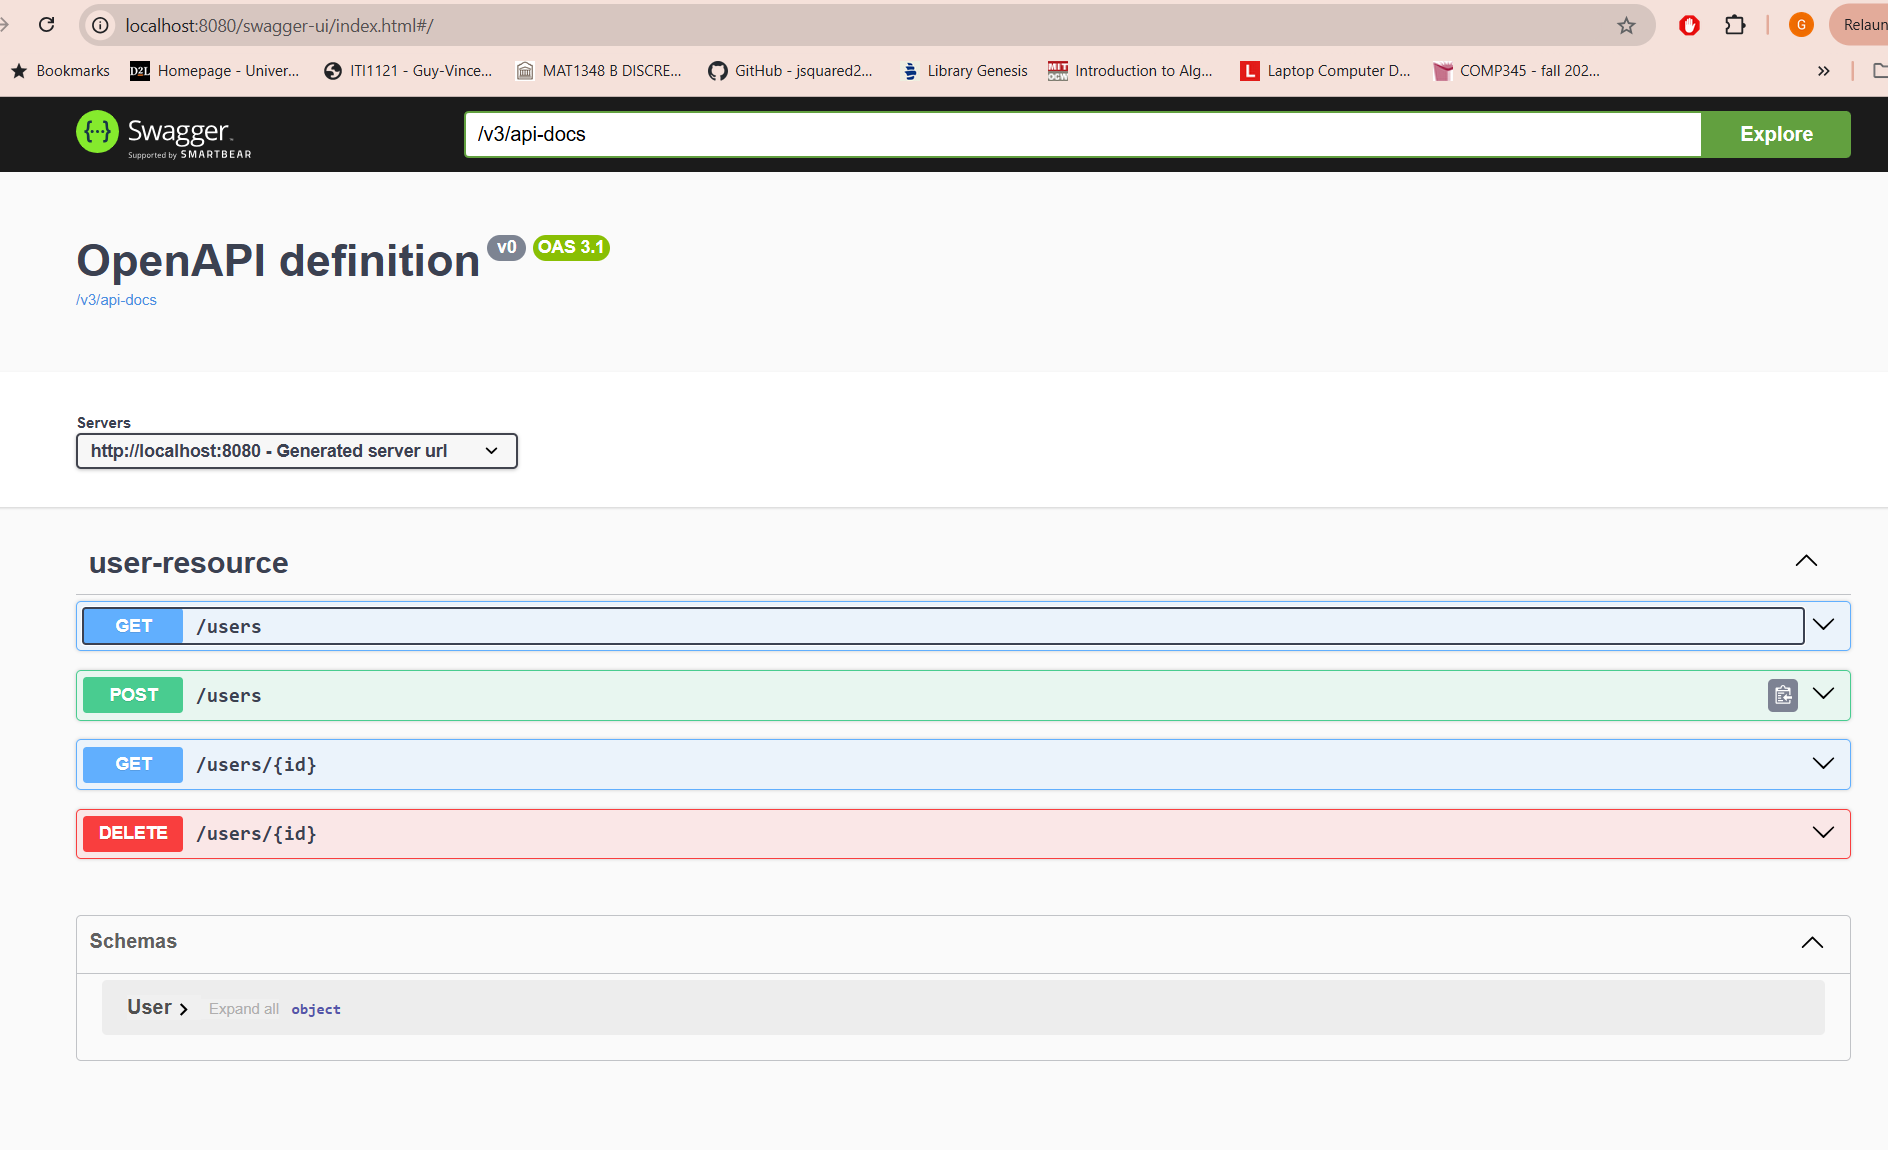 localhost:8080/swagger-ui/index.html#/
G
Relaun
Bookmarks
D2L Homepage - Univer...
ITI1121 - Guy-Vince...
MAT1348 B DISCRE...
GitHub - jsquared2...
Library Genesis
MIT OCW Introduction to Alg...
L Laptop Computer D...
COMP345 - fall 202...
»
{···} Swagger
Supported by SMARTBEAR
/v3/api-docs
Explore
OpenAPI definition v0 OAS 3.1
/v3/api-docs
Servers
http://localhost:8080 - Generated server url
user-resource
GET /users
POST /users
GET /users/{id}
DELETE /users/{id}
Schemas
User Expand all object